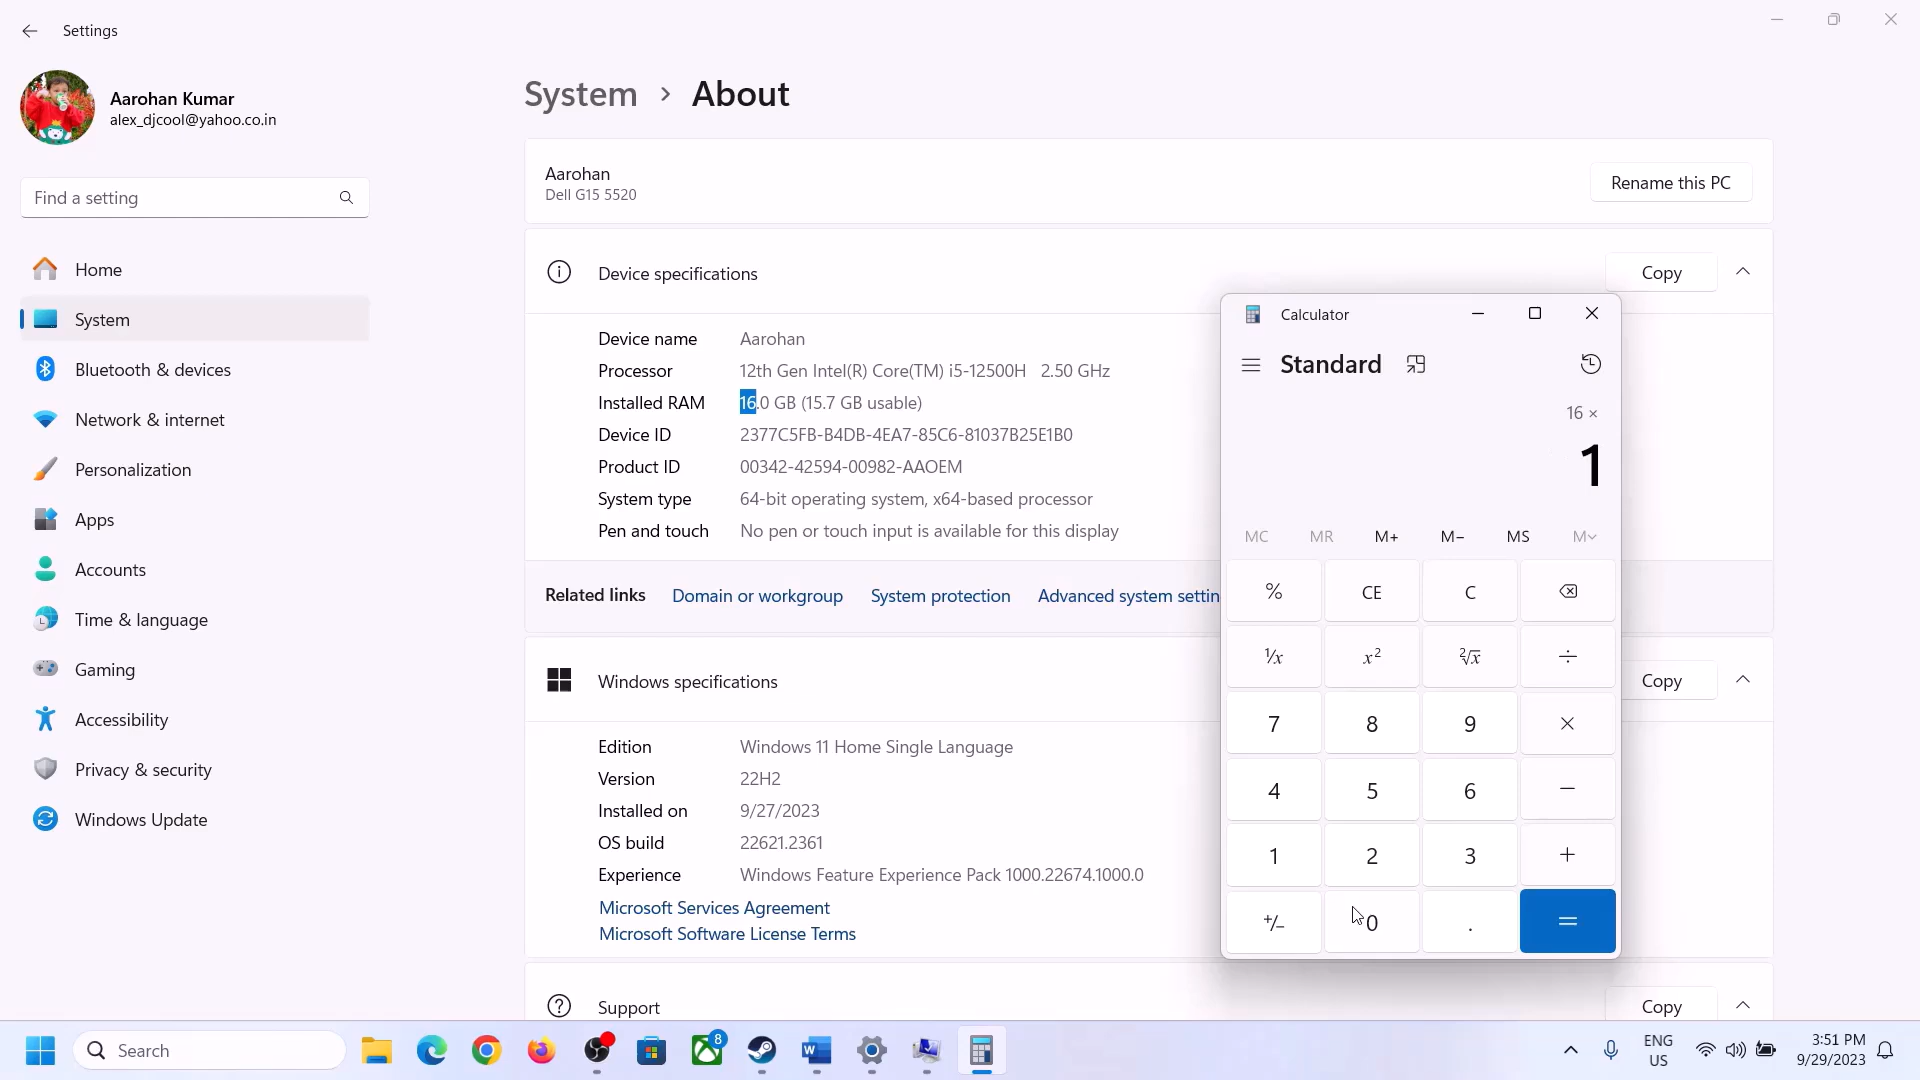 Settings
Aarohan Kumar
alex_djcool@yahoo.co.in
Find a setting
Home
System
Bluetooth & devices
Network & internet
Personalization
Apps
Accounts
Time & language
Gaming
Accessibility
Privacy & security
Windows Update
System > About
Aarohan
Dell G15 5520
Rename this PC
Device specifications
Copy
Device name Aarohan
Processor 12th Gen Intel(R) Core(TM) i5-12500H 2.50 GHz
Installed RAM 16.0 GB (15.7 GB usable)
Device ID 2377C5FB-B4DB-4EA7-85C6-81037B25E1B0
Product ID 00342-42594-00982-AAOEM
System type 64-bit operating system, x64-based processor
Pen and touch No pen or touch input is available for this display
Related links Domain or workgroup System protection Advanced system settin
Windows specifications
Copy
Edition Windows 11 Home Single Language
Version 22H2
Installed on 9/27/2023
OS build 22621.2361
Experience Windows Feature Experience Pack 1000.22674.1000.0
Microsoft Services Agreement
Microsoft Software License Terms
Support
Copy
Calculator
Standard
16 ×
1
MC MR M+ M− MS M
% CE C
1/x x² ²√x ÷
7 8 9 ×
4 5 6 −
1 2 3 +
+/− 0 . =
Search
8
ENG
US
3:51 PM
9/29/2023